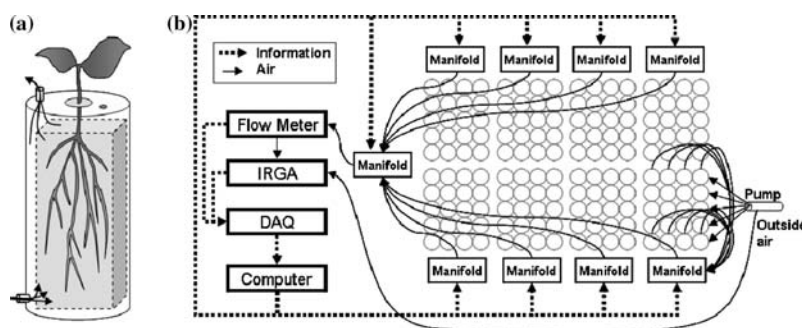 (a)
(b)
Information
Air
Manifold Manifold Manifold Manifold
Flow Meter
IRGA
Manifold
DAQ
Computer
Pump
Outside
air
Manifold Manifold Manifold Manifold